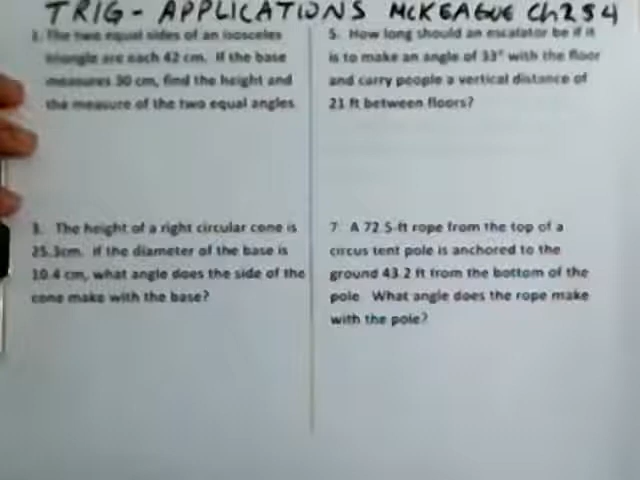 TRIG - APPLICATIONS MCKEAGUE Ch 2 S 4
1. The two equal sides of an isosceles
triangle are each 42 cm. If the base
measures 30 cm, find the height and
the measure of the two equal angles
3. The height of a right circular cone is
25.3cm. If the diameter of the base is
10.4 cm, what angle does the side of the
cone make with the base?
5. How long should an escalator be if it
is to make an angle of 33° with the floor
and carry people a vertical distance of
21 ft between floors?
7. A 72.5-ft rope from the top of a
circus tent pole is anchored to the
ground 43.2 ft from the bottom of the
pole. What angle does the rope make
with the pole?